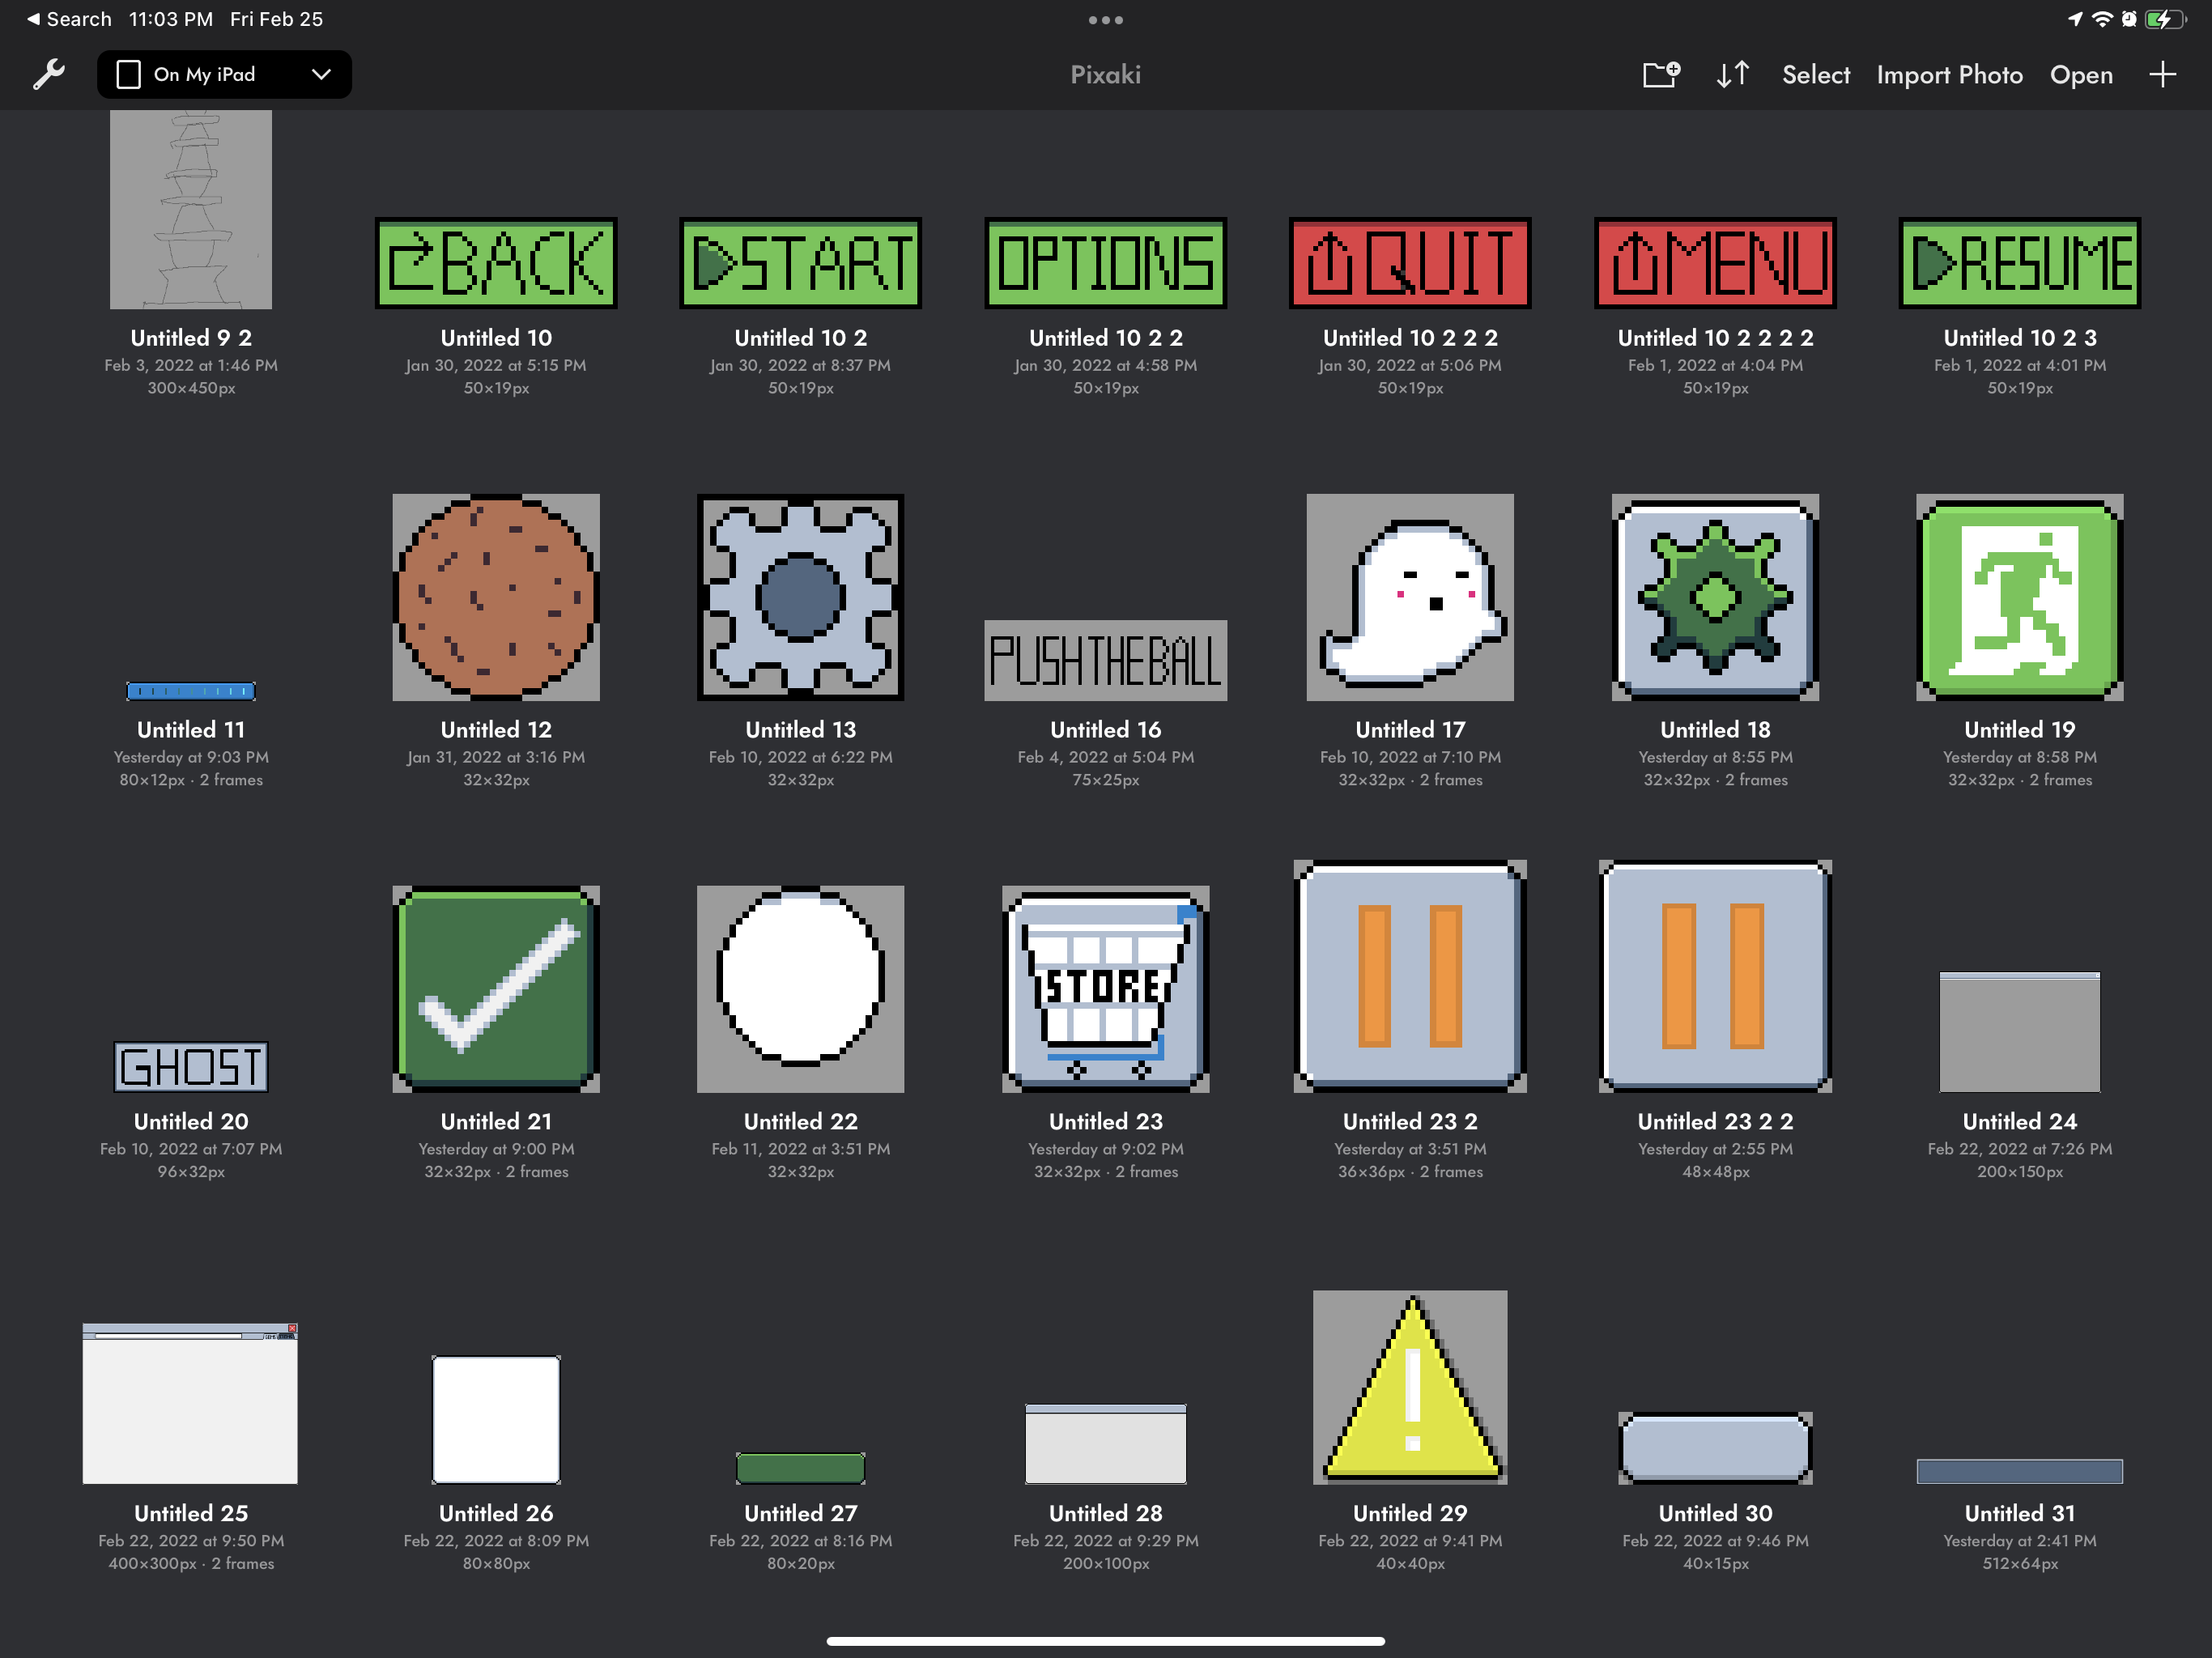 Search 11:03 PM Fri Feb 25
On My iPad
Pixaki
Select Import Photo Open
BACK
START
OPTIONS
QUIT
MENU
RESUME
Untitled 9 2
Feb 3, 2022 at 1:46 PM
300×450px
Untitled 10
Jan 30, 2022 at 5:15 PM
50×19px
Untitled 10 2
Jan 30, 2022 at 8:37 PM
50×19px
Untitled 10 2 2
Jan 30, 2022 at 4:58 PM
50×19px
Untitled 10 2 2 2
Jan 30, 2022 at 5:06 PM
50×19px
Untitled 10 2 2 2 2
Feb 1, 2022 at 4:04 PM
50×19px
Untitled 10 2 3
Feb 1, 2022 at 4:01 PM
50×19px
PUSHTHEBALL
Untitled 11
Yesterday at 9:03 PM
80×12px · 2 frames
Untitled 12
Jan 31, 2022 at 3:16 PM
32×32px
Untitled 13
Feb 10, 2022 at 6:22 PM
32×32px
Untitled 16
Feb 4, 2022 at 5:04 PM
75×25px
Untitled 17
Feb 10, 2022 at 7:10 PM
32×32px · 2 frames
Untitled 18
Yesterday at 8:55 PM
32×32px · 2 frames
Untitled 19
Yesterday at 8:58 PM
32×32px · 2 frames
GHOST
STORE
Untitled 20
Feb 10, 2022 at 7:07 PM
96×32px
Untitled 21
Yesterday at 9:00 PM
32×32px · 2 frames
Untitled 22
Feb 11, 2022 at 3:51 PM
32×32px
Untitled 23
Yesterday at 9:02 PM
32×32px · 2 frames
Untitled 23 2
Yesterday at 3:51 PM
36×36px · 2 frames
Untitled 23 2 2
Yesterday at 2:55 PM
48×48px
Untitled 24
Feb 22, 2022 at 7:26 PM
200×150px
!
Untitled 25
Feb 22, 2022 at 9:50 PM
400×300px · 2 frames
Untitled 26
Feb 22, 2022 at 8:09 PM
80×80px
Untitled 27
Feb 22, 2022 at 8:16 PM
80×20px
Untitled 28
Feb 22, 2022 at 9:29 PM
200×100px
Untitled 29
Feb 22, 2022 at 9:41 PM
40×40px
Untitled 30
Feb 22, 2022 at 9:46 PM
40×15px
Untitled 31
Yesterday at 2:41 PM
512×64px